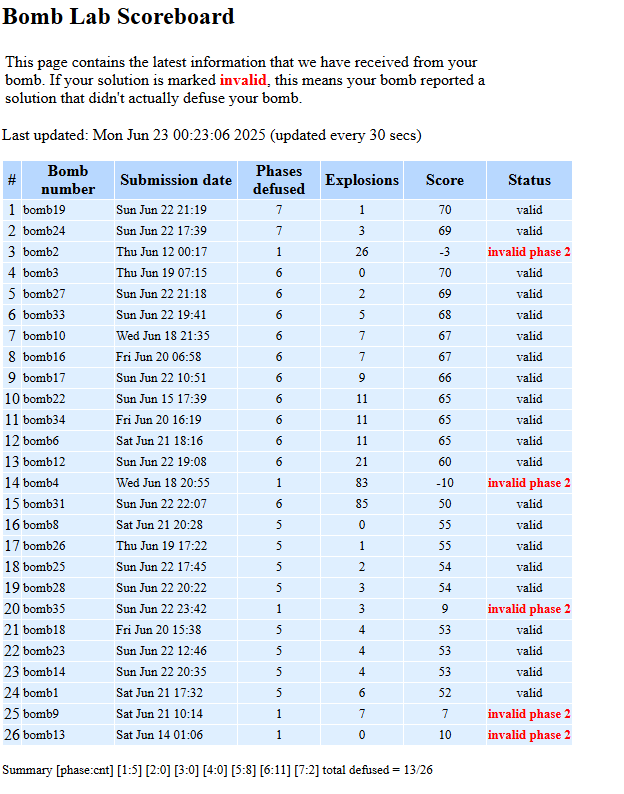 Bomb Lab Scoreboard
This page contains the latest information that we have received from your
bomb. If your solution is marked invalid, this means your bomb reported a
solution that didn't actually defuse your bomb.
Last updated: Mon Jun 23 00:23:06 2025 (updated every 30 secs)
# Bomb number Submission date Phases defused Explosions Score Status
1 bomb19 Sun Jun 22 21:19 7 1 70 valid
2 bomb24 Sun Jun 22 17:39 7 3 69 valid
3 bomb2 Thu Jun 12 00:17 1 26 -3 invalid phase 2
4 bomb3 Thu Jun 19 07:15 6 0 70 valid
5 bomb27 Sun Jun 22 21:18 6 2 69 valid
6 bomb33 Sun Jun 22 19:41 6 5 68 valid
7 bomb10 Wed Jun 18 21:35 6 7 67 valid
8 bomb16 Fri Jun 20 06:58 6 7 67 valid
9 bomb17 Sun Jun 22 10:51 6 9 66 valid
10 bomb22 Sun Jun 15 17:39 6 11 65 valid
11 bomb34 Fri Jun 20 16:19 6 11 65 valid
12 bomb6 Sat Jun 21 18:16 6 11 65 valid
13 bomb12 Sun Jun 22 19:08 6 21 60 valid
14 bomb4 Wed Jun 18 20:55 1 83 -10 invalid phase 2
15 bomb31 Sun Jun 22 22:07 6 85 50 valid
16 bomb8 Sat Jun 21 20:28 5 0 55 valid
17 bomb26 Thu Jun 19 17:22 5 1 55 valid
18 bomb25 Sun Jun 22 17:45 5 2 54 valid
19 bomb28 Sun Jun 22 20:22 5 3 54 valid
20 bomb35 Sun Jun 22 23:42 1 3 9 invalid phase 2
21 bomb18 Fri Jun 20 15:38 5 4 53 valid
22 bomb23 Sun Jun 22 12:46 5 4 53 valid
23 bomb14 Sun Jun 22 20:35 5 4 53 valid
24 bomb1 Sat Jun 21 17:32 5 6 52 valid
25 bomb9 Sat Jun 21 10:14 1 7 7 invalid phase 2
26 bomb13 Sat Jun 14 01:06 1 0 10 invalid phase 2
Summary [phase:cnt] [1:5] [2:0] [3:0] [4:0] [5:8] [6:11] [7:2] total defused = 13/26